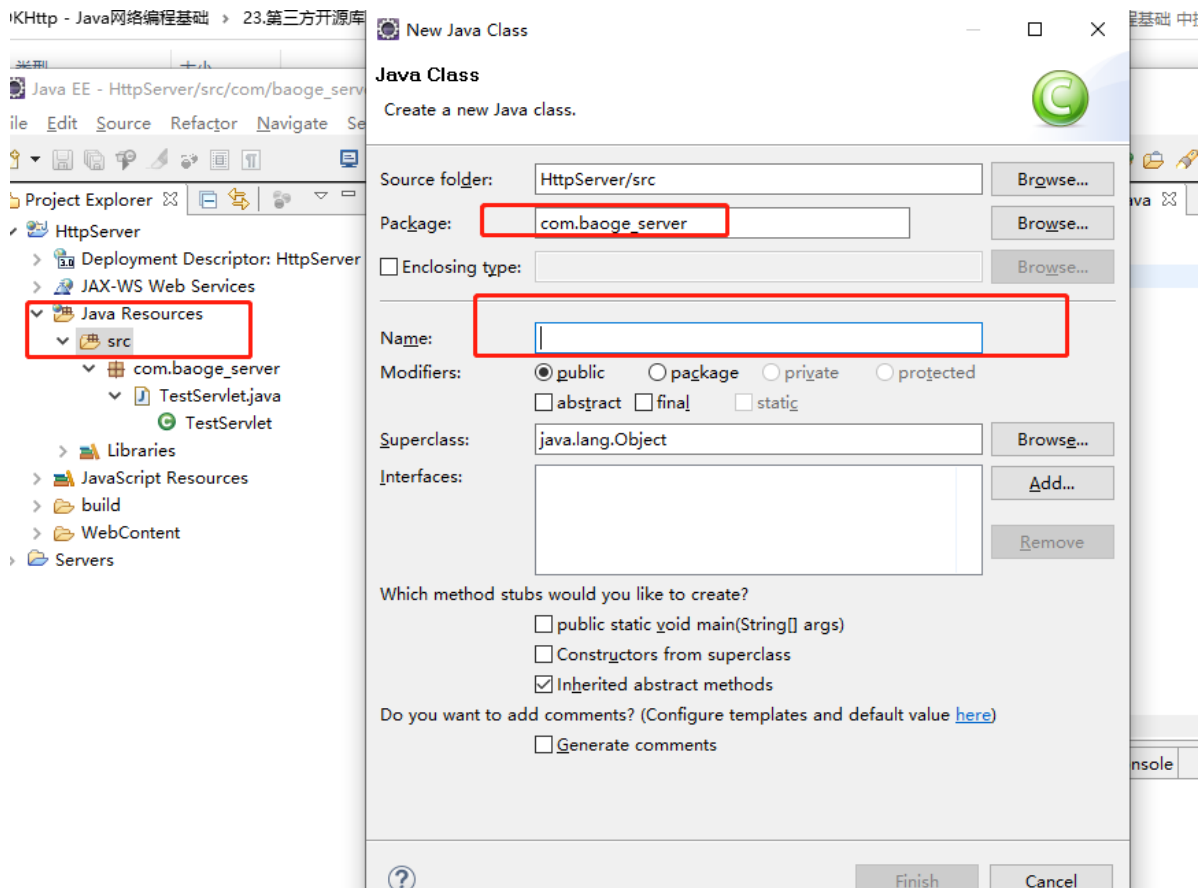 KHttp - Java网络编程基础 › 23.第三方开源库
程基础 中
类型 大小
Java EE - HttpServer/src/com/baoge_serv
ile Edit Source Refactor Navigate Se
Project Explorer
HttpServer
Deployment Descriptor: HttpServer
3.0
JAX-WS Web Services
Java Resources
src
com.baoge_server
TestServlet.java
TestServlet
Libraries
JavaScript Resources
build
WebContent
Servers
New Java Class
Java Class
Create a new Java class.
Source folder: HttpServer/src Browse...
Package: com.baoge_server Browse...
Enclosing type: Browse...
Name:
Modifiers: public package private protected
abstract final static
Superclass: java.lang.Object Browse...
Interfaces: Add...
Remove
Which method stubs would you like to create?
public static void main(String[] args)
Constructors from superclass
Inherited abstract methods
Do you want to add comments? (Configure templates and default value here)
Generate comments
? Finish Cancel
ava
nsole